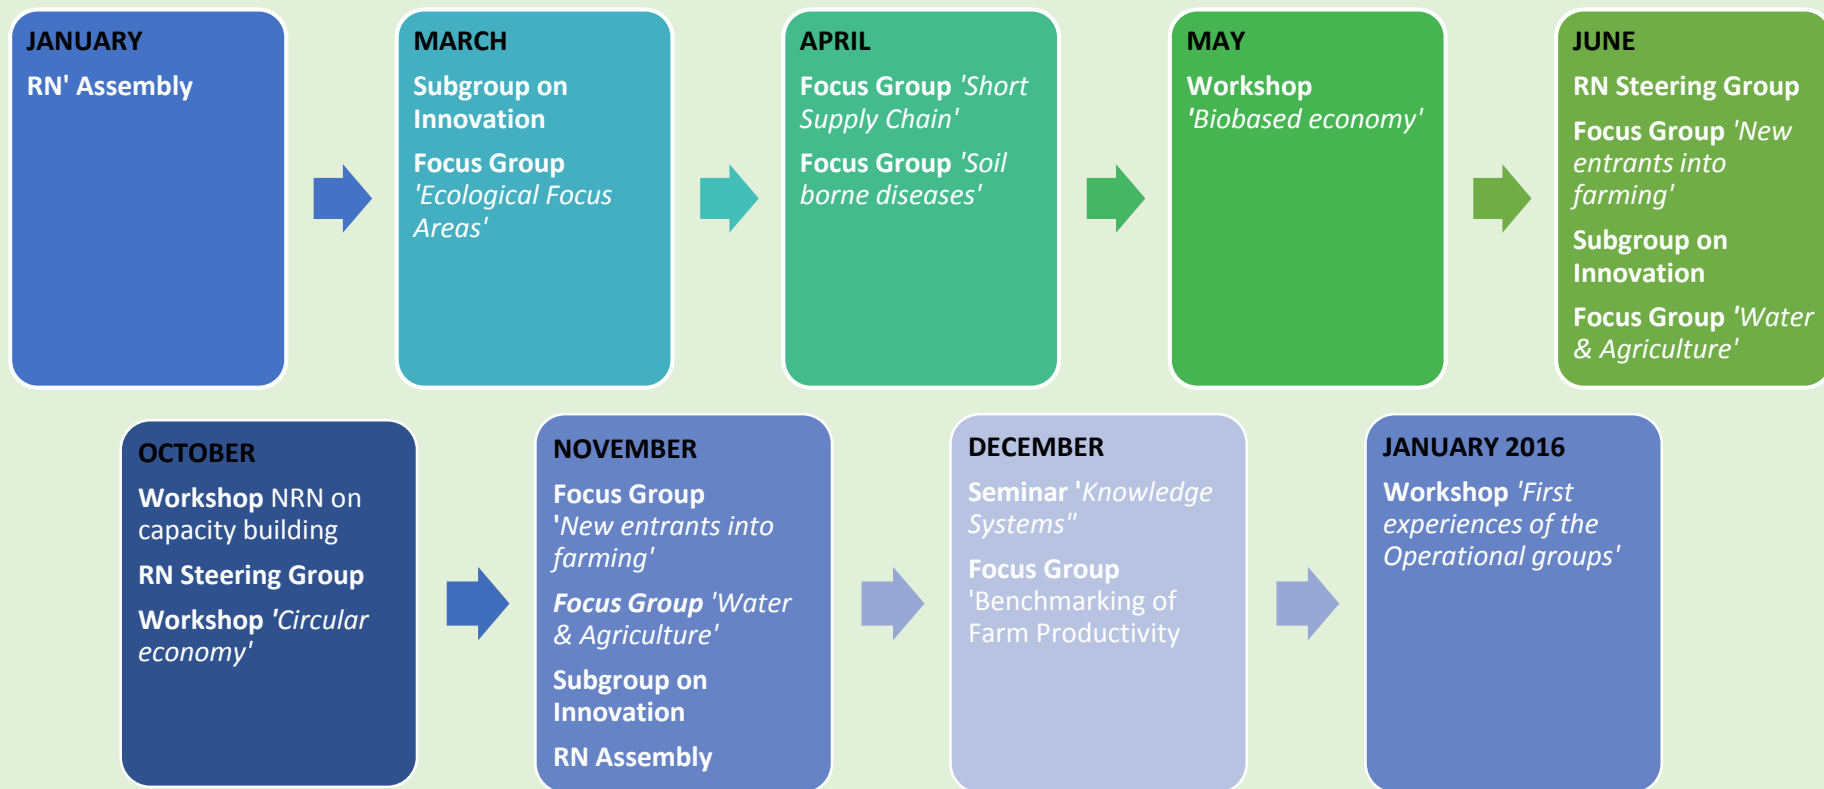 JANUARY
RN' Assembly
MARCH
Subgroup on
Innovation
Focus Group
'Ecological Focus
Areas'
APRIL
Focus Group 'Short
Supply Chain'
Focus Group 'Soil
borne diseases'
MAY
Workshop
'Biobased economy'
JUNE
RN Steering Group
Focus Group 'New
entrants into
farming'
Subgroup on
Innovation
Focus Group 'Water
& Agriculture'
OCTOBER
Workshop NRN on
capacity building
RN Steering Group
Workshop 'Circular
economy'
NOVEMBER
Focus Group
'New entrants into
farming'
Focus Group 'Water
& Agriculture'
Subgroup on
Innovation
RN Assembly
DECEMBER
Seminar 'Knowledge
Systems"
Focus Group
'Benchmarking of
Farm Productivity
JANUARY 2016
Workshop 'First
experiences of the
Operational groups'